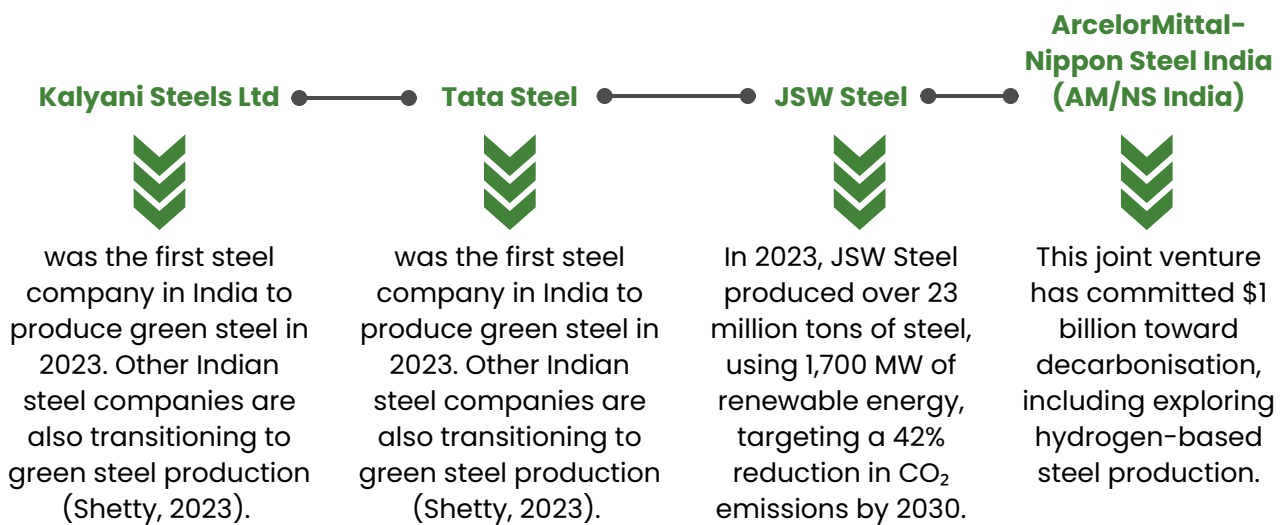 Kalyani Steels Ltd
was the first steel
company in India to
produce green steel in
2023. Other Indian
steel companies are
also transitioning to
green steel production
(Shetty, 2023).
Tata Steel
was the first steel
company in India to
produce green steel in
2023. Other Indian
steel companies are
also transitioning to
green steel production
(Shetty, 2023).
JSW Steel
In 2023, JSW Steel
produced over 23
million tons of steel,
using 1,700 MW of
renewable energy,
targeting a 42%
reduction in CO₂
emissions by 2030.
ArcelorMittal-
Nippon Steel India
(AM/NS India)
This joint venture
has committed $1
billion toward
decarbonisation,
including exploring
hydrogen-based
steel production.